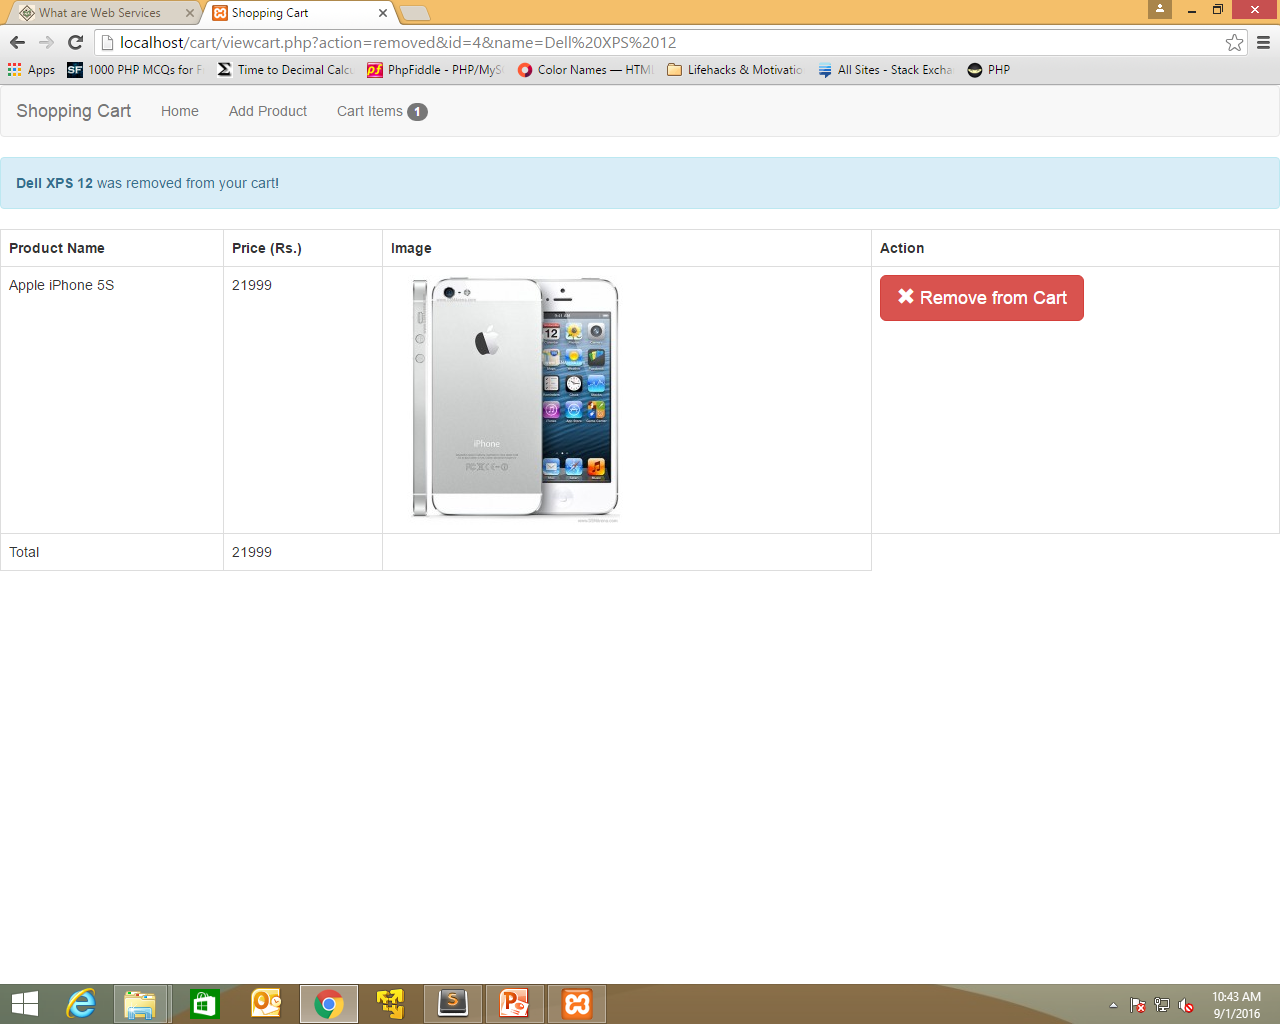 What are Web Services
Shopping Cart
localhost/cart/viewcart.php?action=removed&id=4&name=Dell%20XPS%2012
Apps
SF 1000 PHP MCQs for F
Time to Decimal Calcu
pf PhpFiddle - PHP/MyS
Color Names — HTM
Lifehacks & Motivatio
All Sites - Stack Excha
PHP
Shopping Cart Home Add Product Cart Items 1
Dell XPS 12 was removed from your cart!
Product Name Price (Rs.) Image Action
Apple iPhone 5S 21999
iPhone
✖ Remove from Cart
Total 21999
10:43 AM
9/1/2016